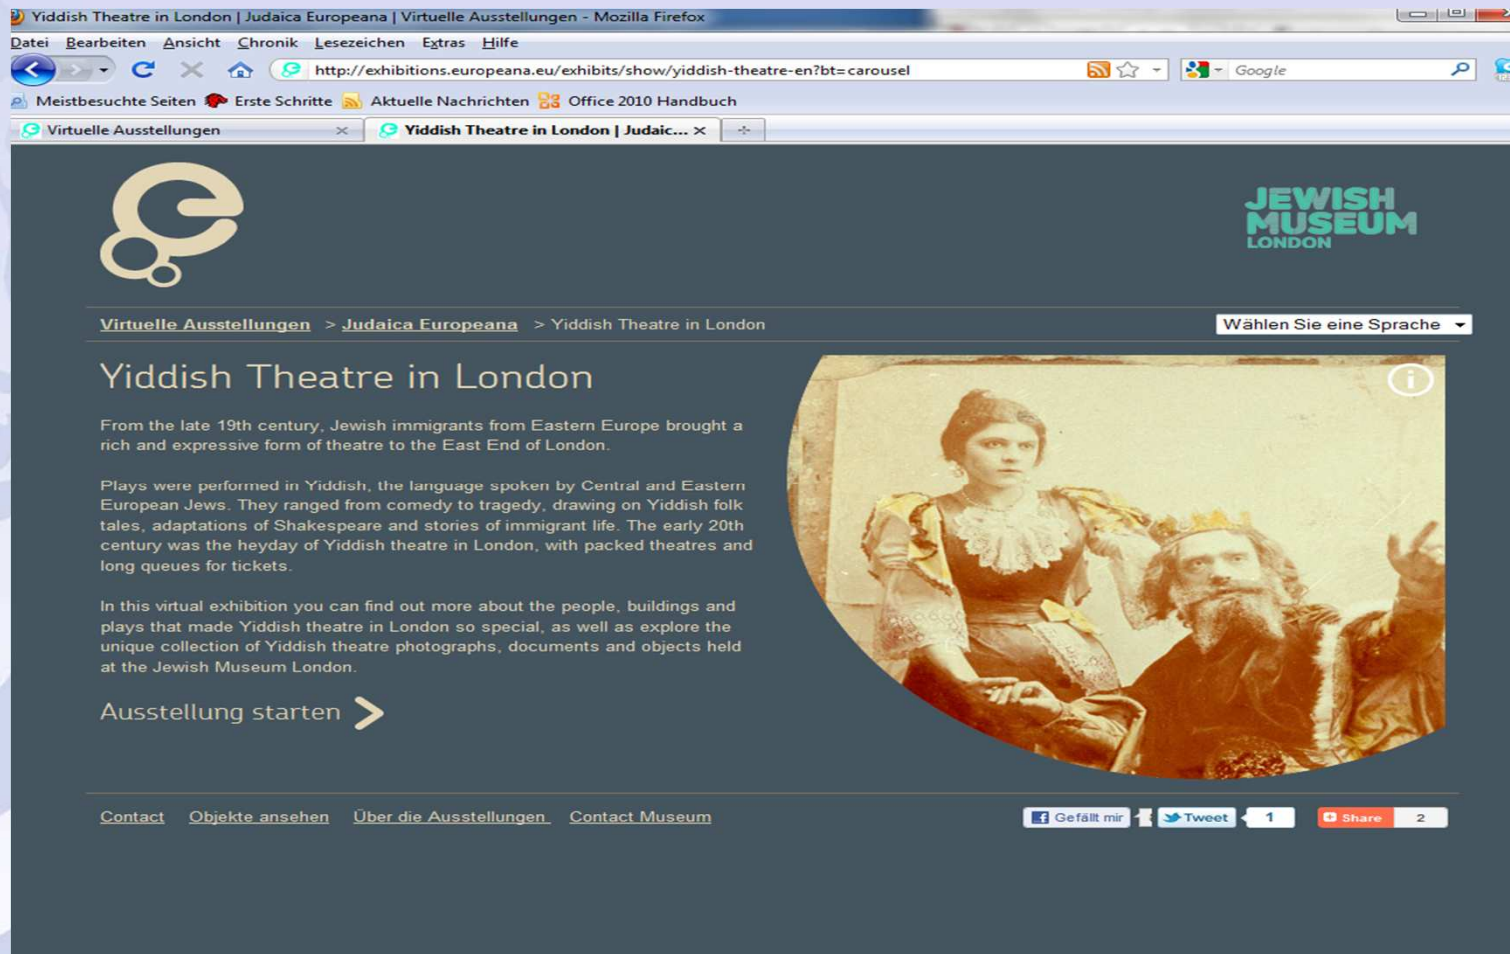 Yiddish Theatre in London | Judaica Europeana | Virtuelle Ausstellungen - Mozilla Firefox
Datei Bearbeiten Ansicht Chronik Lesezeichen Extras Hilfe
http://exhibitions.europeana.eu/exhibits/show/yiddish-theatre-en?bt=carousel
Google
Meistbesuchte Seiten Erste Schritte Aktuelle Nachrichten Office 2010 Handbuch
Virtuelle Ausstellungen
Yiddish Theatre in London | Judaic...
JEWISH
MUSEUM
LONDON
Virtuelle Ausstellungen > Judaica Europeana > Yiddish Theatre in London
Wählen Sie eine Sprache
Yiddish Theatre in London
From the late 19th century, Jewish immigrants from Eastern Europe brought a
rich and expressive form of theatre to the East End of London.
Plays were performed in Yiddish, the language spoken by Central and Eastern
European Jews. They ranged from comedy to tragedy, drawing on Yiddish folk
tales, adaptations of Shakespeare and stories of immigrant life. The early 20th
century was the heyday of Yiddish theatre in London, with packed theatres and
long queues for tickets.
In this virtual exhibition you can find out more about the people, buildings and
plays that made Yiddish theatre in London so special, as well as explore the
unique collection of Yiddish theatre photographs, documents and objects held
at the Jewish Museum London.
Ausstellung starten
Contact Objekte ansehen Über die Ausstellungen Contact Museum
Gefällt mir
Tweet 1
Share 2